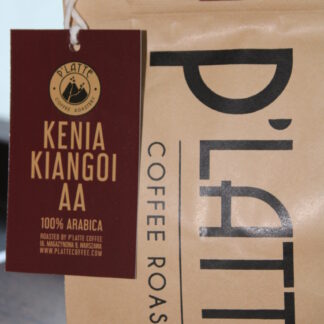 P'LATTE
COFFEE ROASTERY
KENIA
KIANGOI
AA
100% ARABICA
ROASTED BY P'LATTE COFFEE
UL. MAGAZYNOWA 9, WARSZAWA
WWW.PLATTECOFFEE.COM
P'LATT
COFFEE ROAS